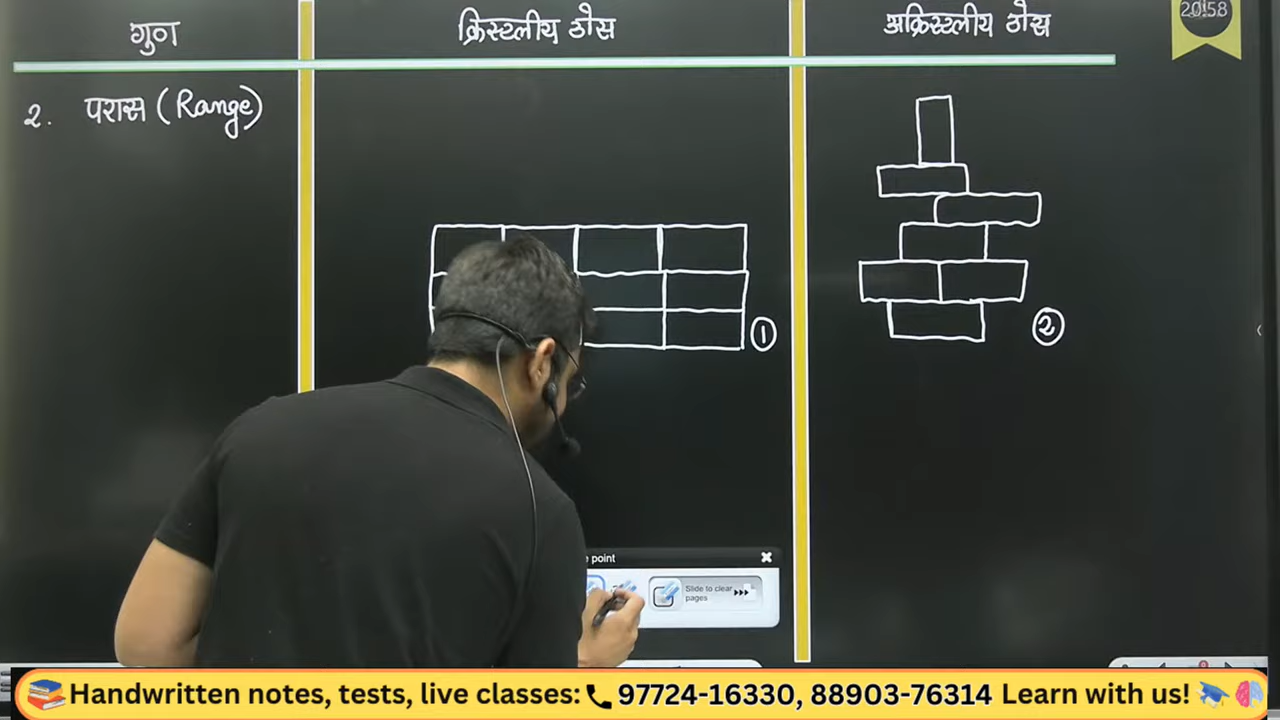 गुण
क्रिस्टलीय ठोस
अक्रिस्टलीय ठोस
20:58
2. परास (Range)
1
2
point
Slide to clear
pages
Handwritten notes, tests, live classes: 97724-16330, 88903-76314 Learn with us!